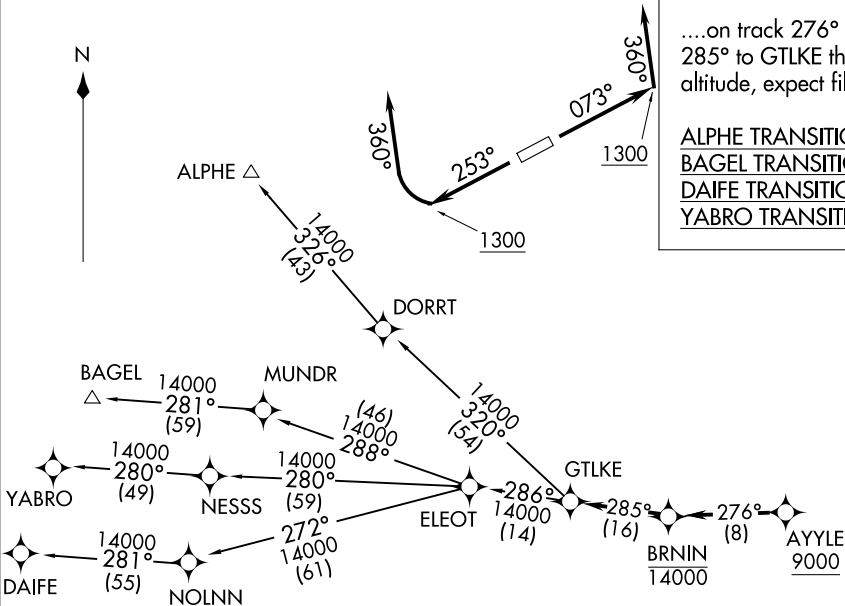 N
360°
253°
073°
360°
1300
1300
....on track 276°
285° to GTLKE th
altitude, expect fil
ALPHE TRANSITIO
BAGEL TRANSITIO
DAIFE TRANSITIO
YABRO TRANSITI
ALPHE
14000
326°
(43)
DORRT
14000
320°
(54)
BAGEL
14000
281°
(59)
MUNDR
(46)
14000
288°
YABRO
14000
280°
(49)
NESSS
14000
280°
(59)
DAIFE
14000
281°
(55)
NOLNN
272°
14000
(61)
ELEOT
286°
14000
(14)
GTLKE
285°
(16)
BRNIN
14000
276°
(8)
AYYLE
9000